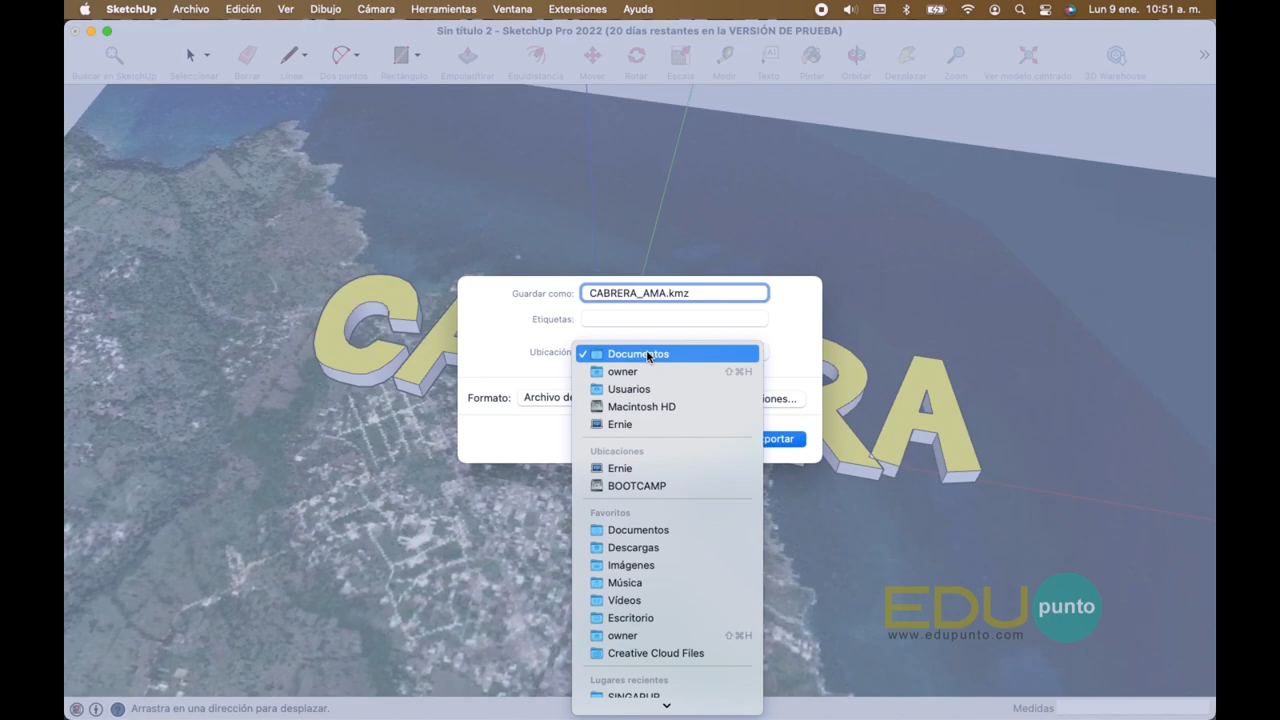 SketchUp Archivo Edición Ver Dibujo Cámara Herramientas Ventana Extensiones Ayuda Lun 9 ene. 10:51 a. m.
Sin título 2 - SketchUp Pro 2022 (20 días restantes en la VERSIÓN DE PRUEBA)
Buscar en SketchUp Seleccionar Borrar Línea Dos puntos Rectángulo Empujar/tirar Equidistancia Mover Rotar Escala Medir Texto Pintar Orbitar Desplazar Zoom Ver modelo centrado 3D Warehouse
Guardar como: CABRERA_AMA.kmz
Etiquetas:
Ubicación
Documentos
owner ⇧⌘H
Usuarios
Macintosh HD
Formato: Archivo de iones...
Ernie
portar
Ubicaciones
Ernie
BOOTCAMP
Favoritos
Documentos
Descargas
Imágenes
Música
Vídeos
Escritorio
owner ⇧⌘H
Creative Cloud Files
Lugares recientes
SINGAPUR
CA RA
EDU punto
www.edupunto.com
Arrastra en una dirección para desplazar. Medidas